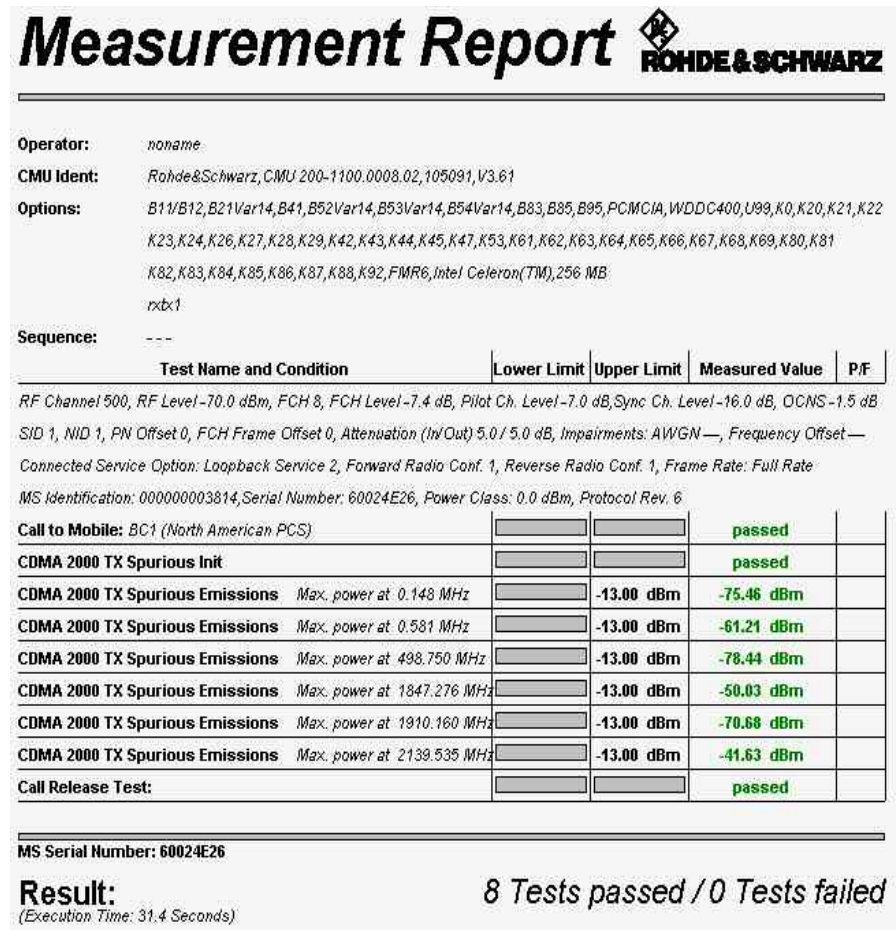 Measurement Report
R&S
ROHDE&SCHWARZ
Operator: noname
CMU Ident: Rohde&Schwarz,CMU 200-1100.0008.02,105091,V3.61
Options: B11/B12,B21Var14,B41,B52Var14,B53Var14,B54Var14,B83,B85,B95,PCMCIA,WDDC400,U99,K0,K20,K21,K22
K23,K24,K26,K27,K28,K29,K42,K43,K44,K45,K47,K53,K61,K62,K63,K64,K65,K66,K67,K68,K69,K80,K81
K82,K83,K84,K85,K86,K87,K88,K92,FMR6,Intel Celeron(TM),256 MB
rxtx1
Sequence: ---
Test Name and Condition Lower Limit Upper Limit Measured Value P/F
RF Channel 500, RF Level -70.0 dBm, FCH 8, FCH Level -7.4 dB, Pilot Ch. Level -7.0 dB,Sync Ch. Level -16.0 dB, OCNS -1.5 dB
SID 1, NID 1, PN Offset 0, FCH Frame Offset 0, Attenuation (In/Out) 5.0 / 5.0 dB, Impairments: AWGN ---, Frequency Offset ---
Connected Service Option: Loopback Service 2, Forward Radio Conf. 1, Reverse Radio Conf. 1, Frame Rate: Full Rate
MS Identification: 000000003814,Serial Number: 60024E26, Power Class: 0.0 dBm, Protocol Rev. 6
Call to Mobile: BC1 (North American PCS) passed
CDMA 2000 TX Spurious Init passed
CDMA 2000 TX Spurious Emissions Max. power at 0.148 MHz -13.00 dBm -75.46 dBm
CDMA 2000 TX Spurious Emissions Max. power at 0.581 MHz -13.00 dBm -61.21 dBm
CDMA 2000 TX Spurious Emissions Max. power at 498.750 MHz -13.00 dBm -78.44 dBm
CDMA 2000 TX Spurious Emissions Max. power at 1847.276 MHz -13.00 dBm -50.03 dBm
CDMA 2000 TX Spurious Emissions Max. power at 1910.160 MHz -13.00 dBm -70.68 dBm
CDMA 2000 TX Spurious Emissions Max. power at 2139.535 MHz -13.00 dBm -41.63 dBm
Call Release Test: passed
MS Serial Number: 60024E26
Result: 8 Tests passed / 0 Tests failed
(Execution Time: 31.4 Seconds)